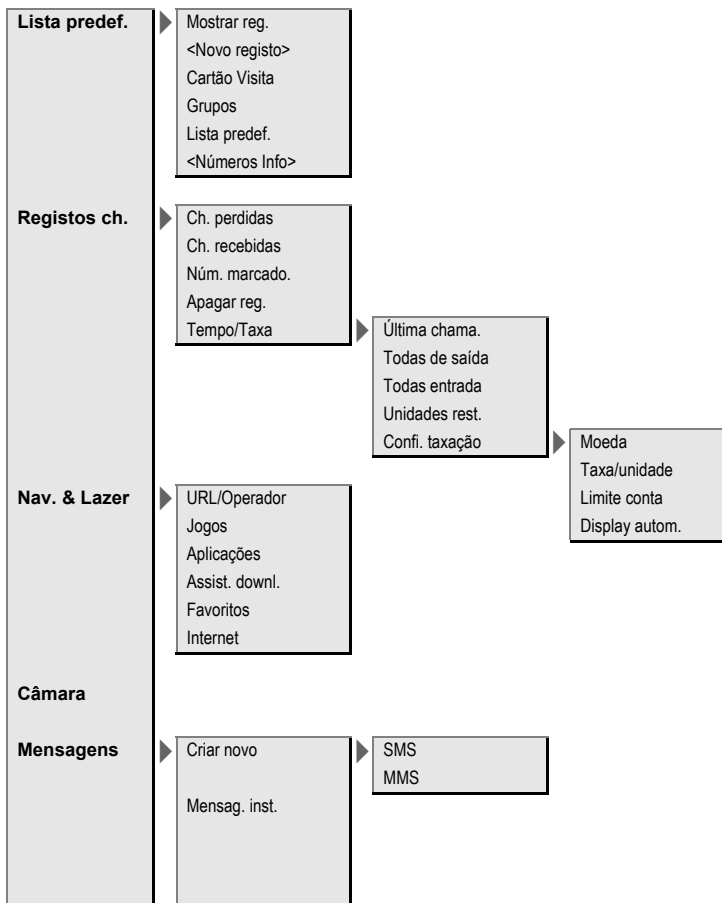 Lista predef.
Mostrar reg.
<Novo registo>
Cartão Visita
Grupos
Lista predef.
<Números Info>
Registos ch.
Ch. perdidas
Ch. recebidas
Núm. marcado.
Apagar reg.
Tempo/Taxa
Última chama.
Todas de saída
Todas entrada
Unidades rest.
Confi. taxação
Moeda
Taxa/unidade
Limite conta
Display autom.
Nav. & Lazer
URL/Operador
Jogos
Aplicações
Assist. downl.
Favoritos
Internet
Câmara
Mensagens
Criar novo
SMS
MMS
Mensag. inst.